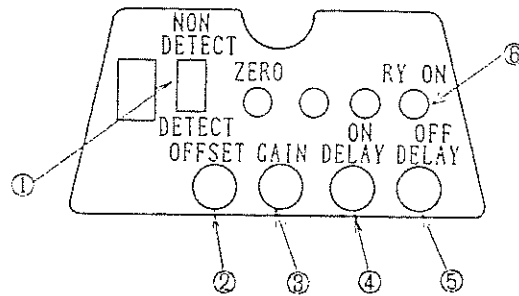 NON
DETECT
ZERO
RY ON
⑥
DETECT
ON
OFF
OFFSET GAIN DELAY DELAY
①
② ③ ④ ⑤